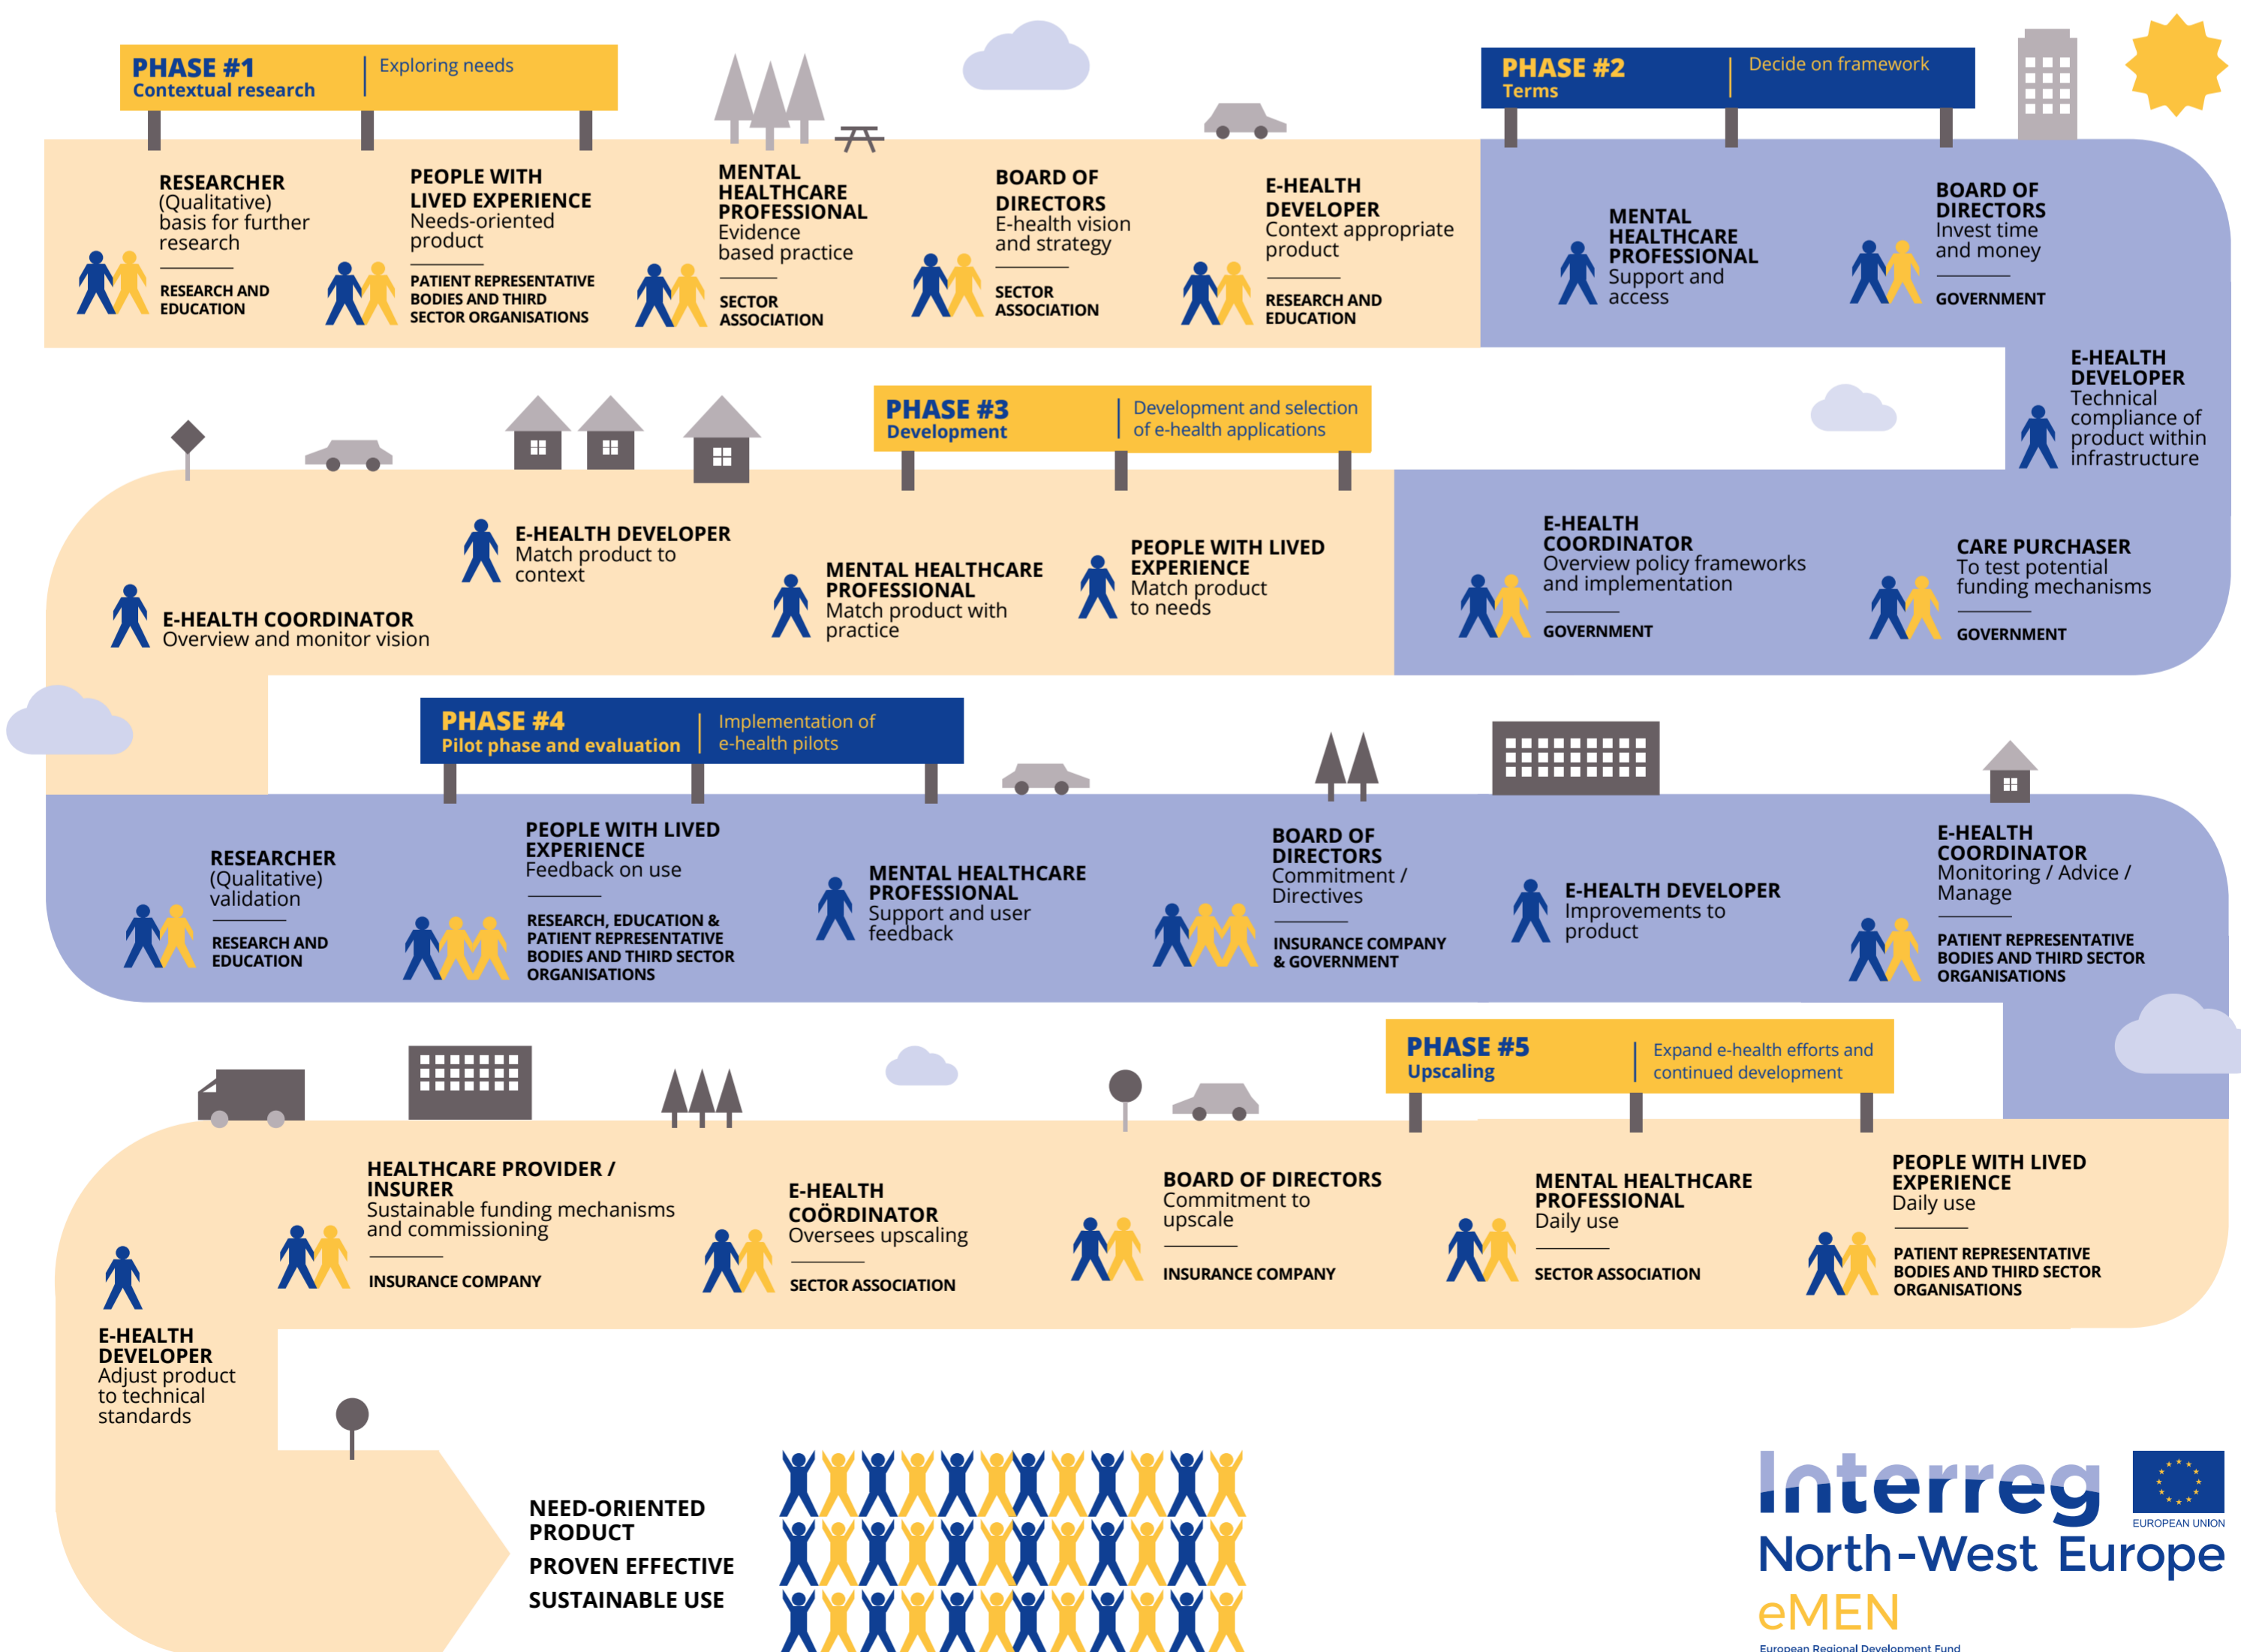 PHASE #1
Contextual research
Exploring needs
RESEARCHER
(Qualitative)
basis for further
research
RESEARCH AND
EDUCATION
PEOPLE WITH
LIVED EXPERIENCE
Needs-oriented
product
PATIENT REPRESENTATIVE
BODIES AND THIRD
SECTOR ORGANISATIONS
MENTAL
HEALTHCARE
PROFESSIONAL
Evidence
based practice
SECTOR
ASSOCIATION
BOARD OF
DIRECTORS
E-health vision
and strategy
SECTOR
ASSOCIATION
E-HEALTH
DEVELOPER
Context appropriate
product
RESEARCH AND
EDUCATION
PHASE #2
Terms
Decide on framework
MENTAL
HEALTHCARE
PROFESSIONAL
Support and
access
BOARD OF
DIRECTORS
Invest time
and money
GOVERNMENT
E-HEALTH
DEVELOPER
Technical
compliance of
product within
infrastructure
CARE PURCHASER
To test potential
funding mechanisms
GOVERNMENT
E-HEALTH
COORDINATOR
Overview policy frameworks
and implementation
GOVERNMENT
PHASE #3
Development
Development and selection
of e-health applications
PEOPLE WITH LIVED
EXPERIENCE
Match product
to needs
MENTAL HEALTHCARE
PROFESSIONAL
Match product with
practice
E-HEALTH DEVELOPER
Match product to
context
E-HEALTH COORDINATOR
Overview and monitor vision
PHASE #4
Pilot phase and evaluation
Implementation of
e-health pilots
RESEARCHER
(Qualitative)
validation
RESEARCH AND
EDUCATION
PEOPLE WITH LIVED
EXPERIENCE
Feedback on use
RESEARCH, EDUCATION &
PATIENT REPRESENTATIVE
BODIES AND THIRD SECTOR
ORGANISATIONS
MENTAL HEALTHCARE
PROFESSIONAL
Support and user
feedback
BOARD OF
DIRECTORS
Commitment /
Directives
INSURANCE COMPANY
& GOVERNMENT
E-HEALTH DEVELOPER
Improvements to
product
E-HEALTH
COORDINATOR
Monitoring / Advice /
Manage
PATIENT REPRESENTATIVE
BODIES AND THIRD SECTOR
ORGANISATIONS
PHASE #5
Upscaling
Expand e-health efforts and
continued development
PEOPLE WITH LIVED
EXPERIENCE
Daily use
PATIENT REPRESENTATIVE
BODIES AND THIRD SECTOR
ORGANISATIONS
MENTAL HEALTHCARE
PROFESSIONAL
Daily use
SECTOR ASSOCIATION
BOARD OF DIRECTORS
Commitment to
upscale
INSURANCE COMPANY
E-HEALTH
COÖRDINATOR
Oversees upscaling
SECTOR ASSOCIATION
HEALTHCARE PROVIDER /
INSURER
Sustainable funding mechanisms
and commissioning
INSURANCE COMPANY
E-HEALTH
DEVELOPER
Adjust product
to technical
standards
NEED-ORIENTED
PRODUCT
PROVEN EFFECTIVE
SUSTAINABLE USE
Interreg
EUROPEAN UNION
North-West Europe
eMEN
European Regional Development Fund